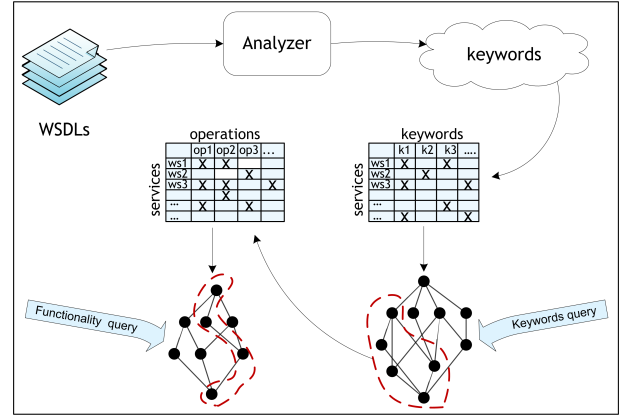 Analyzer
keywords
WSDLs
operations
op1 op2 op3 ...
services
ws1 X X
ws2 X
ws3 X X X
X
... X X
...
keywords
k1 k2 k3 ....
services
ws1 X X
ws2 X
ws3 X X
... X
... X X
Functionality query
Keywords query